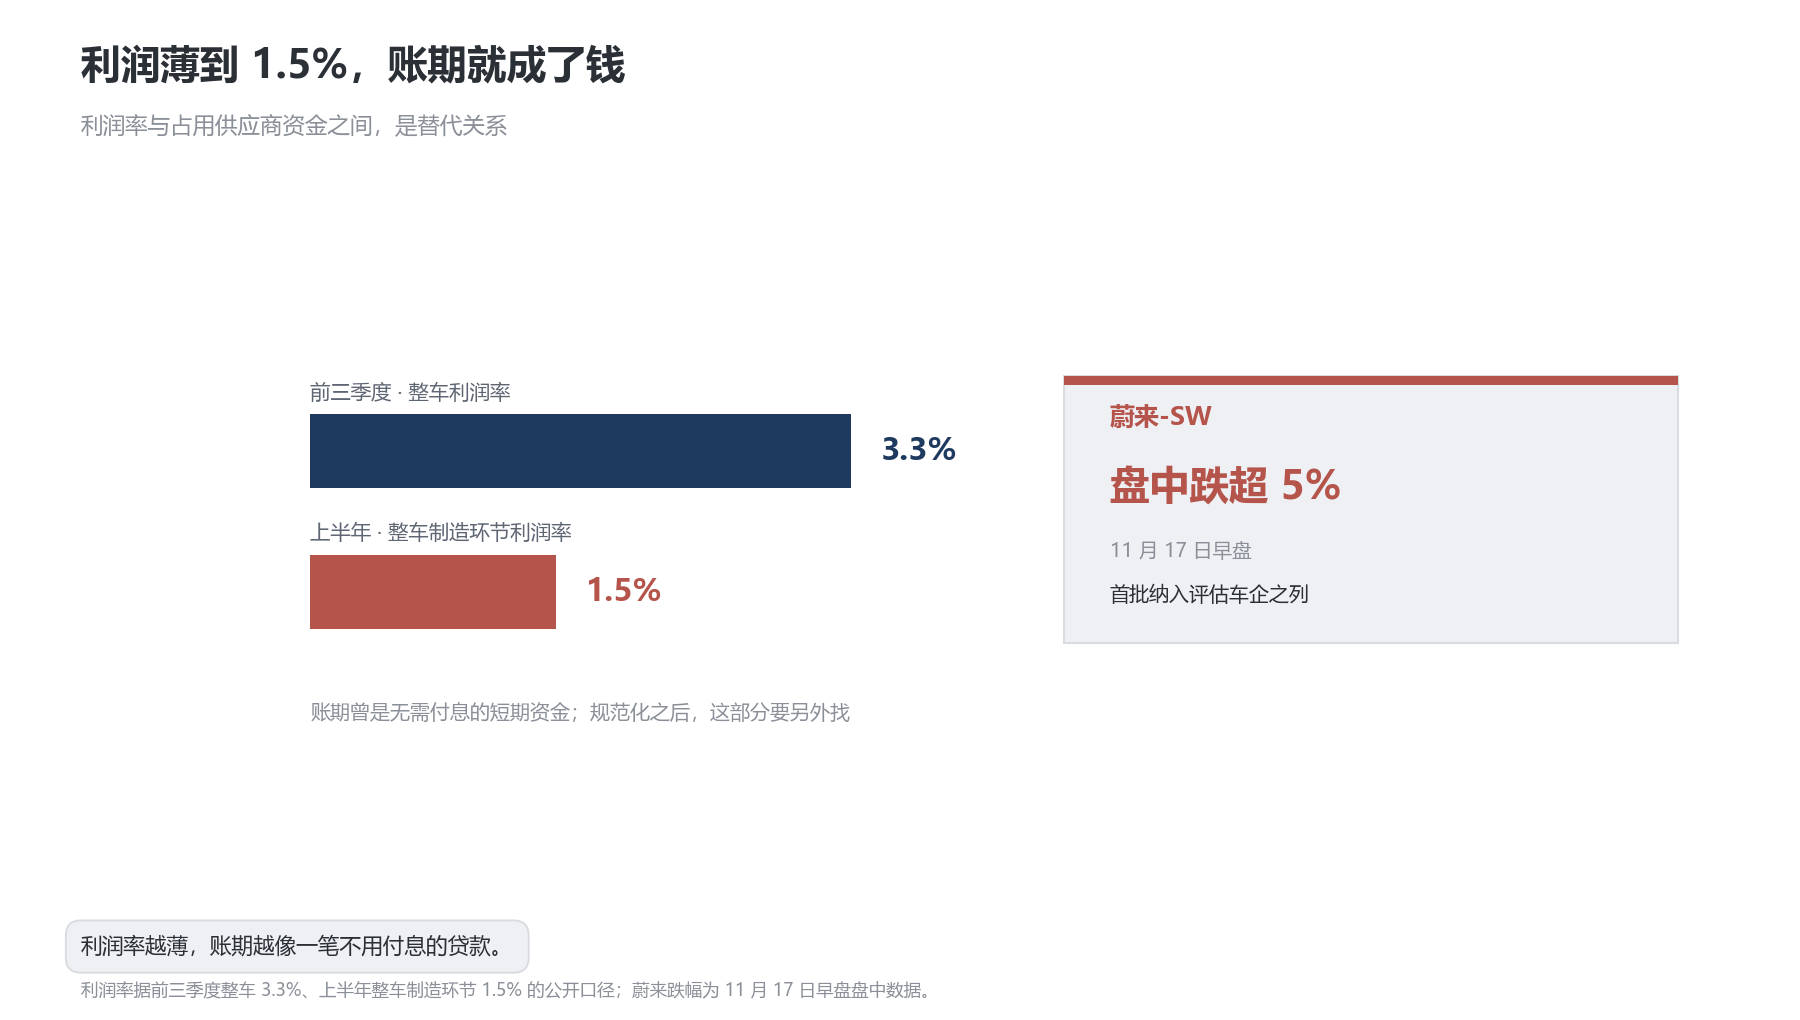 利润薄到 1.5%，账期就成了钱
利润率与占用供应商资金之间，是替代关系
前三季度 · 整车利润率
3.3%
上半年 · 整车制造环节利润率
1.5%
账期曾是无需付息的短期资金；规范化之后，这部分要另外找
蔚来-SW
盘中跌超 5%
11 月 17 日早盘
首批纳入评估车企之列
利润率越薄，账期越像一笔不用付息的贷款。
利润率据前三季度整车 3.3%、上半年整车制造环节 1.5% 的公开口径；蔚来跌幅为 11 月 17 日早盘盘中数据。